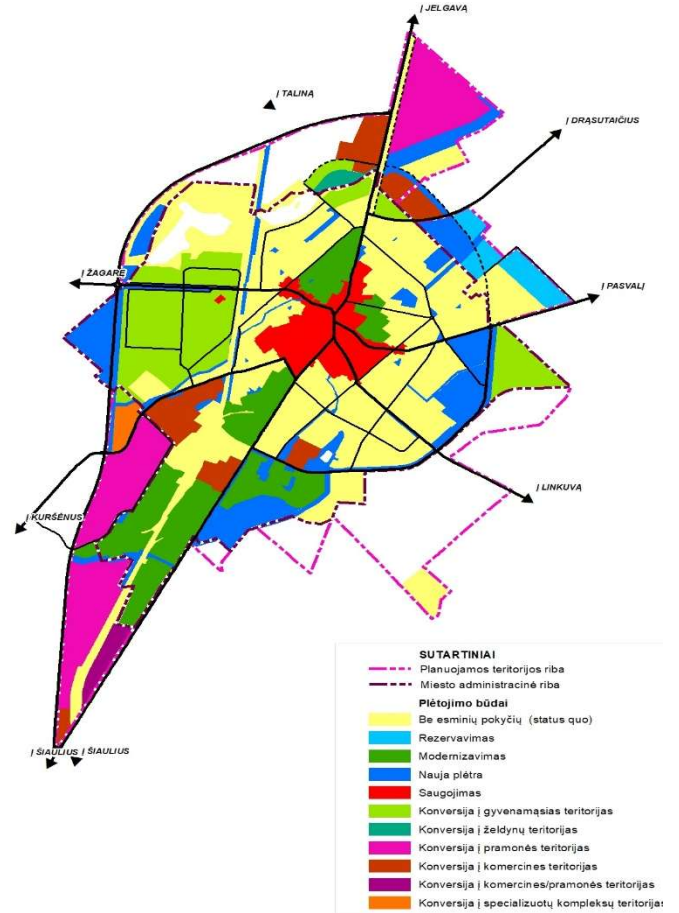 Į JELGAVĄ
Į TALINĄ
Į DRĄSUTAIČIUS
Į ŽAGARĘ
Į PASVALĮ
Į LINKUVĄ
Į KURŠĖNUS
Į ŠIAULIUS Į ŠIAULIUS
SUTARTINIAI
Planuojamos teritorijos riba
Miesto administracinė riba
Plėtojimo būdai
Be esminių pokyčių (status quo)
Rezervavimas
Modernizavimas
Nauja plėtra
Saugojimas
Konversija į gyvenamąsias teritorijas
Konversija į želdynų teritorijas
Konversija į pramonės teritorijas
Konversija į komercines teritorijas
Konversija į komercines/pramonės teritorijas
Konversija į specializuotų kompleksų teritorijas